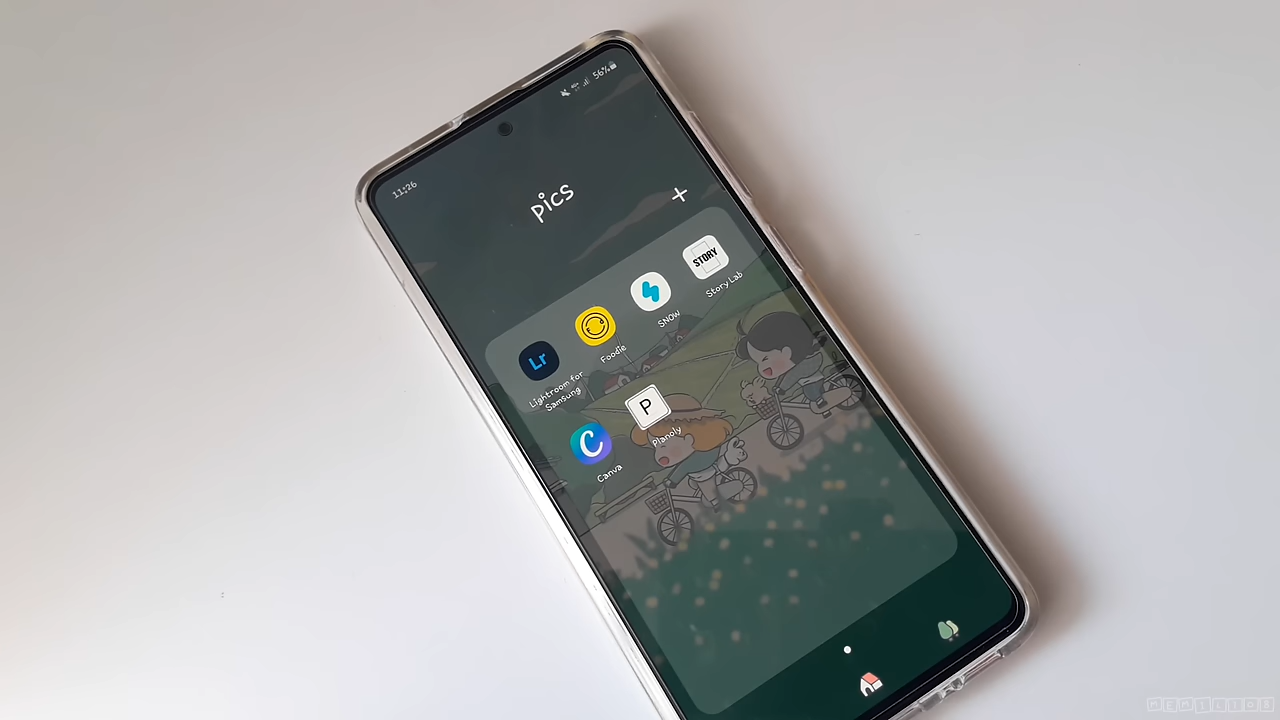 11:26
56%
pics
Lr
Lightroom for
Samsung
Foodie
SNOW
STORY
Story Lab
C
Canva
P
Planoly